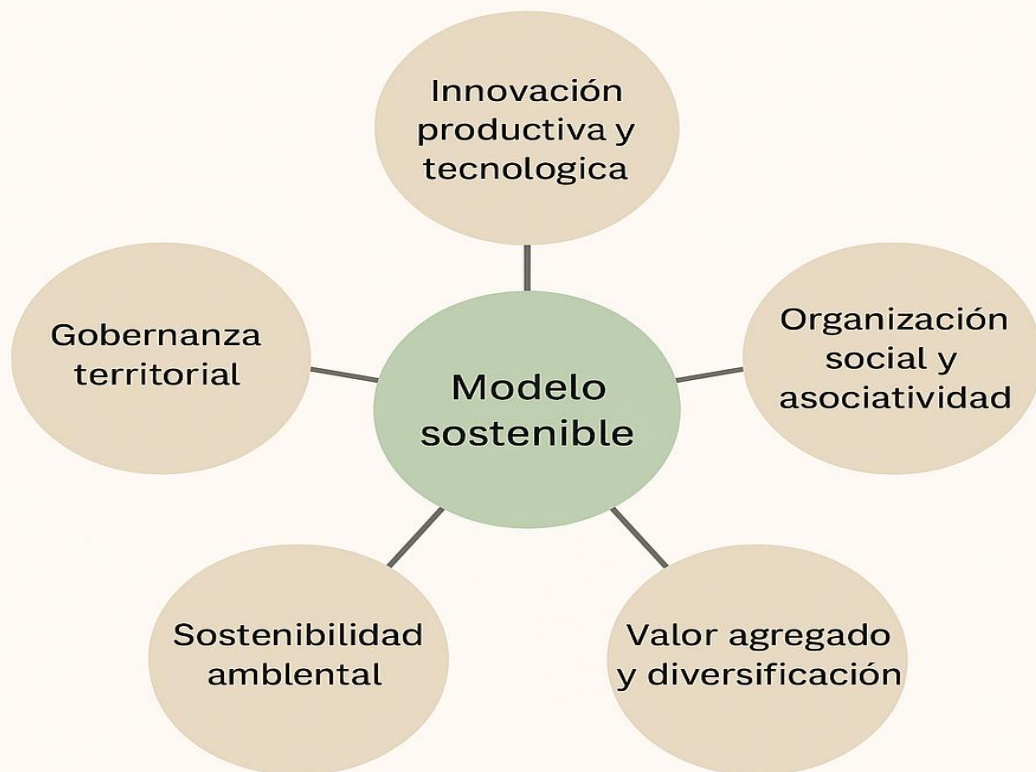 Innovación
productiva y
tecnologica
Gobernanza
territorial
Organización
social y
asociatividad
Modelo
sostenible
Sostenibilidad
amblental
Valor agregado
y diversificación